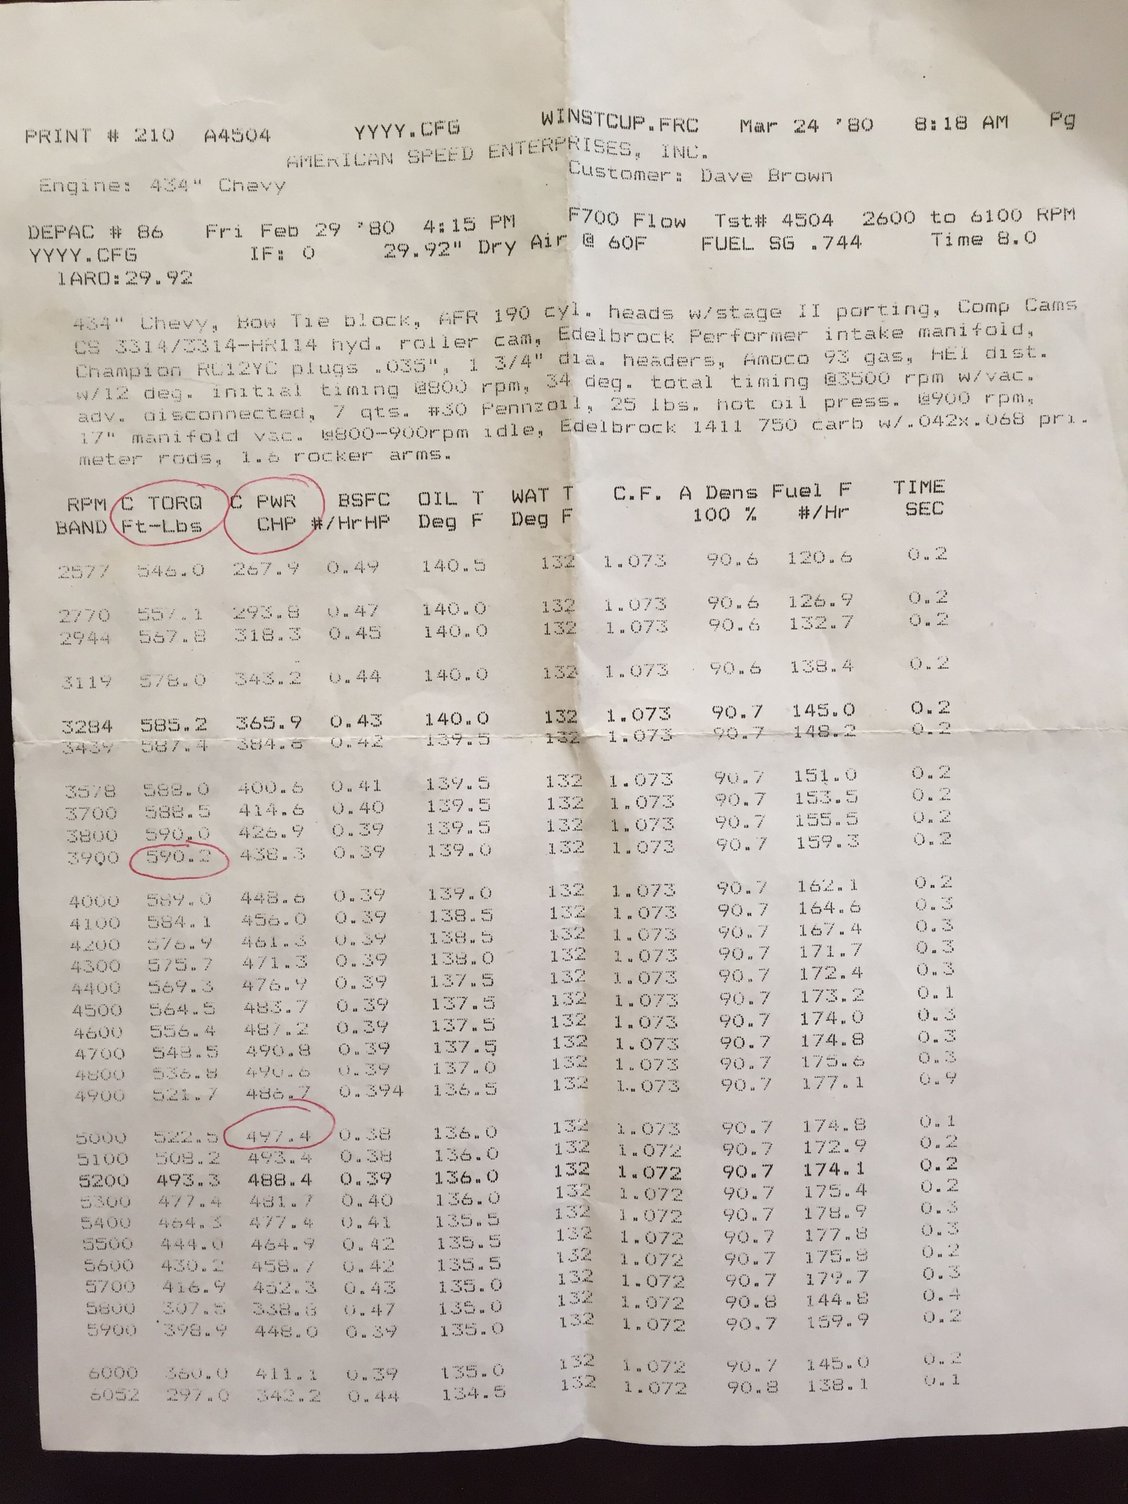 PRINT # 210 A4504 YYYY.CFG WINSTCUP.FRC Mar 24 '80 8:18 AM Pg
AMERICAN SPEED ENTERPRISES, INC.
Engine: 434" Chevy Customer: Dave Brown
DEPAC # 86 Fri Feb 29 '80 4:15 PM F700 Flow Tst# 4504 2600 to 6100 RPM
YYYY.CFG IF: 0 29.92" Dry Air @ 60F FUEL SG .744 Time 8.0
lARO:29.92
434" Chevy, Bow Tie block, AFR 190 cyl. heads w/stage II porting, Comp Cams
CS 3314/3314-HR114 hyd. roller cam, Edelbrock Performer intake manifold,
Champion RC12YC plugs .035", 1 3/4" dia. headers, Amoco 93 gas, HEI dist.
w/12 deg. initial timing @800 rpm, 34 deg. total timing @3500 rpm w/vac.
adv. disconnected, 7 qts. #30 Pennzoil, 25 lbs. hot oil press. @900 rpm,
17" manifold vac. @800-900rpm idle, Edelbrock 1411 750 carb w/.042x.068 pri.
meter rods, 1.6 rocker arms.
RPM C TORQ C PWR BSFC OIL T WAT T C.F. A Dens Fuel F TIME
BAND Ft-Lbs CHP #/HrHP Deg F Deg F 100 % #/Hr SEC
2577 546.0 267.9 0.49 140.5 132 1.073 90.6 120.6 0.2
2770 557.1 293.8 0.47 140.0 132 1.073 90.6 126.9 0.2
2944 567.8 318.3 0.45 140.0 132 1.073 90.6 132.7 0.2
3119 578.0 343.2 0.44 140.0 132 1.073 90.6 138.4 0.2
3284 585.2 365.9 0.43 140.0 132 1.073 90.7 145.0 0.2
3439 587.4 384.6 0.42 139.5 132 1.073 90.7 148.2 0.2
3578 588.0 400.6 0.41 139.5 132 1.073 90.7 151.0 0.2
3700 588.5 414.6 0.40 139.5 132 1.073 90.7 153.5 0.2
3800 590.0 426.9 0.39 139.5 132 1.073 90.7 155.5 0.2
3900 590.2 438.3 0.39 139.0 132 1.073 90.7 159.3 0.2
4000 589.0 448.6 0.39 139.0 132 1.073 90.7 162.1 0.2
4100 584.1 456.0 0.39 138.5 132 1.073 90.7 164.6 0.3
4200 576.9 461.3 0.39 138.5 132 1.073 90.7 167.4 0.3
4300 575.7 471.3 0.39 138.0 132 1.073 90.7 171.7 0.3
4400 569.3 476.9 0.39 137.5 132 1.073 90.7 172.4 0.3
4500 564.5 483.7 0.39 137.5 132 1.073 90.7 173.2 0.1
4600 556.4 487.2 0.39 137.5 132 1.073 90.7 174.0 0.3
4700 548.5 490.8 0.39 137.5 132 1.073 90.7 174.8 0.3
4800 536.8 490.6 0.39 137.0 132 1.073 90.7 175.6 0.3
4900 521.7 486.7 0.394 136.5 132 1.073 90.7 177.1 0.9
5000 522.5 497.4 0.38 136.0 132 1.073 90.7 174.8 0.1
5100 508.2 493.4 0.38 136.0 132 1.072 90.7 172.9 0.2
5200 493.3 488.4 0.39 136.0 132 1.072 90.7 174.1 0.2
5300 477.4 481.7 0.40 136.0 132 1.072 90.7 175.4 0.2
5400 464.3 477.4 0.41 135.5 132 1.072 90.7 178.9 0.3
5500 444.0 464.9 0.42 135.5 132 1.072 90.7 177.8 0.3
5600 430.2 458.7 0.42 135.5 132 1.072 90.7 175.8 0.2
5700 416.9 452.3 0.43 135.0 132 1.072 90.7 179.7 0.3
5800 307.5 338.8 0.47 135.0 132 1.072 90.8 144.8 0.4
5900 398.9 448.0 0.39 135.0 132 1.072 90.7 159.9 0.2
6000 360.0 411.1 0.39 135.0 132 1.072 90.7 145.0 0.2
6052 297.0 342.2 0.44 134.5 132 1.072 90.8 138.1 0.1